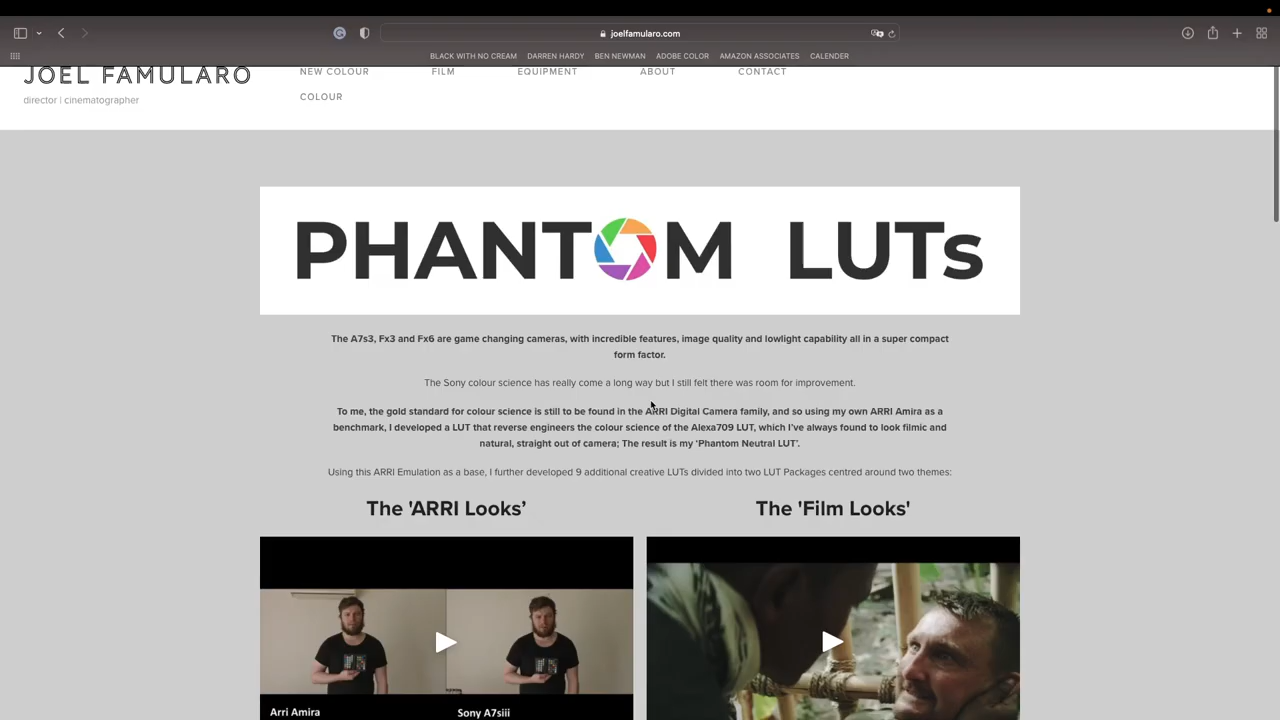 joelfamularo.com
BLACK WITH NO CREAM DARREN HARDY BEN NEWMAN ADOBE COLOR AMAZON ASSOCIATES CALENDER
JOEL FAMULARO
director | cinematographer
NEW COLOUR FILM EQUIPMENT ABOUT CONTACT
COLOUR
PHANTOM LUTs
The A7s3, Fx3 and Fx6 are game changing cameras, with incredible features, image quality and lowlight capability all in a super compact
form factor.
The Sony colour science has really come a long way but I still felt there was room for improvement.
To me, the gold standard for colour science is still to be found in the ARRI Digital Camera family, and so using my own ARRI Amira as a
benchmark, I developed a LUT that reverse engineers the colour science of the Alexa709 LUT, which I've always found to look filmic and
natural, straight out of camera; The result is my ‘Phantom Neutral LUT’.
Using this ARRI Emulation as a base, I further developed 9 additional creative LUTs divided into two LUT Packages centred around two themes:
The 'ARRI Looks’
The 'Film Looks'
Arri Amira
Sony A7siii